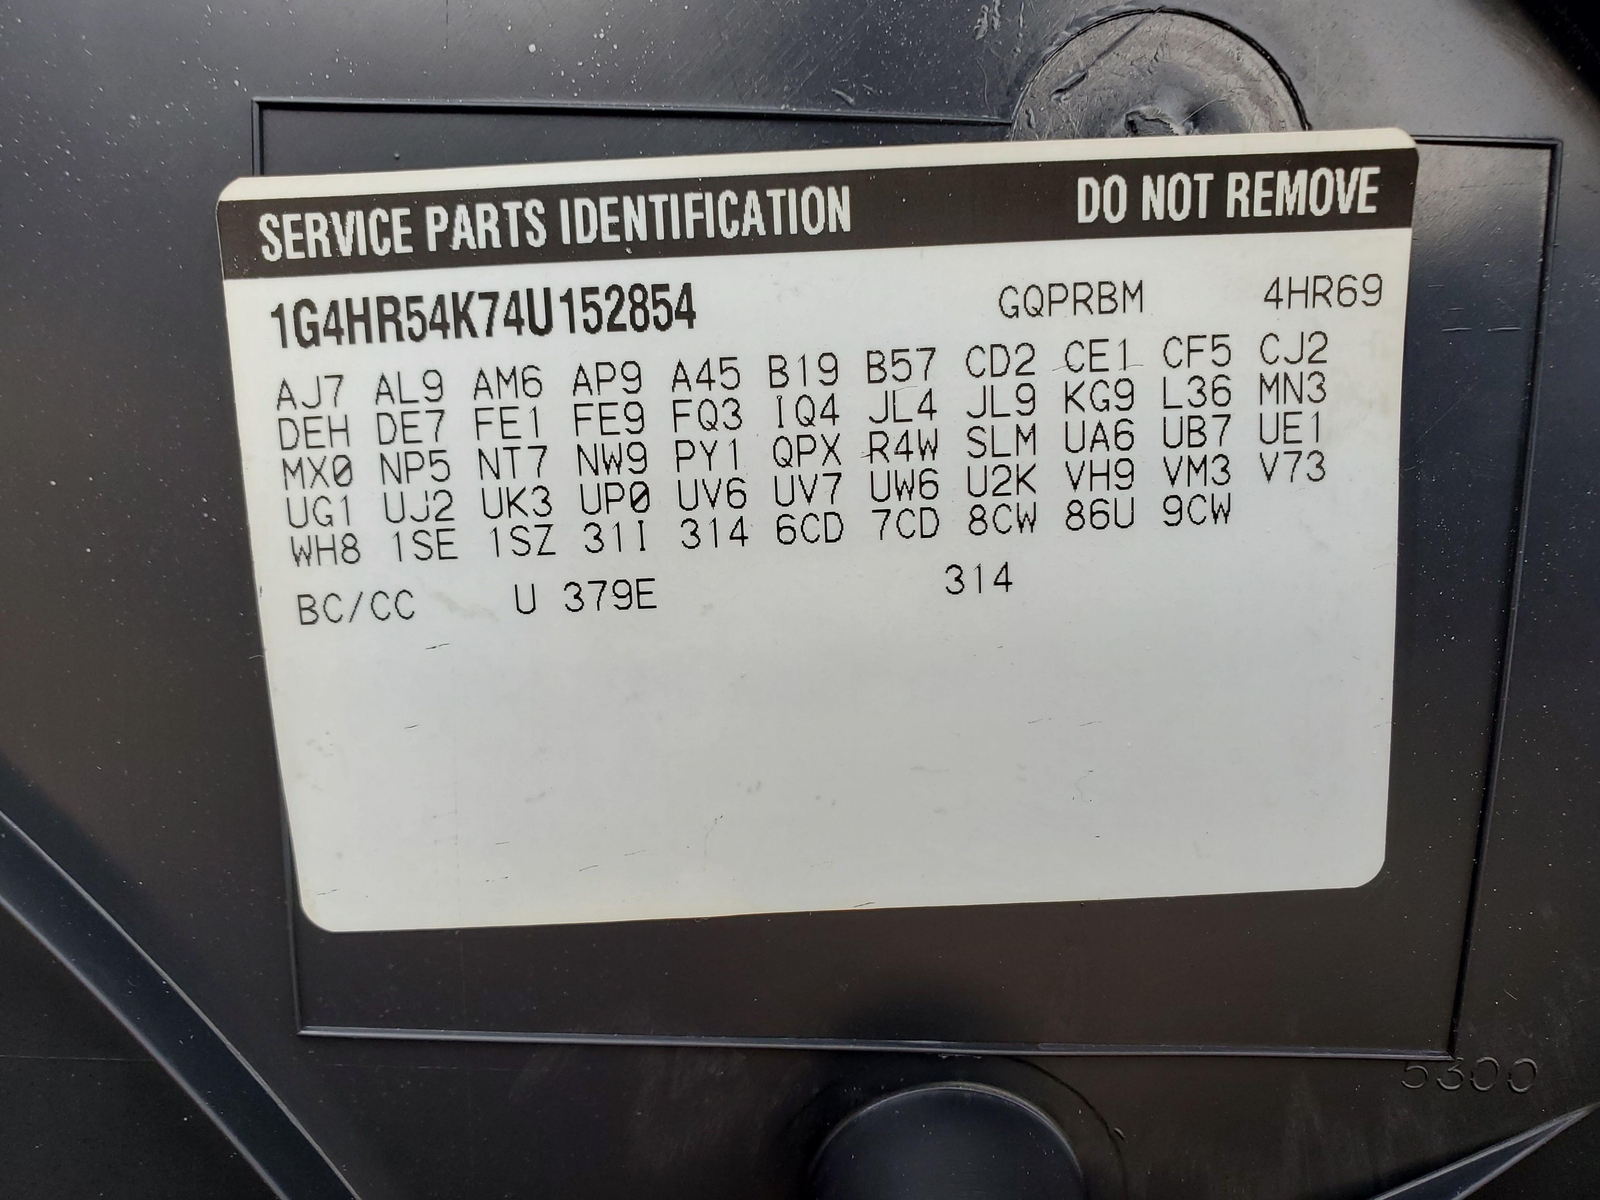 SERVICE PARTS IDENTIFICATION DO NOT REMOVE
1G4HR54K74U152854 GQPRBM 4HR69
AJ7 AL9 AM6 AP9 A45 B19 B57 CD2 CE1 CF5 CJ2
DEH DE7 FE1 FE9 FQ3 IQ4 JL4 JL9 KG9 L36 MN3
MX0 NP5 NT7 NW9 PY1 QPX R4W SLM UA6 UB7 UE1
UG1 UJ2 UK3 UP0 UV6 UV7 UW6 U2K VH9 VM3 V73
WH8 1SE 1SZ 31I 314 6CD 7CD 8CW 86U 9CW
BC/CC U 379E 314
5300